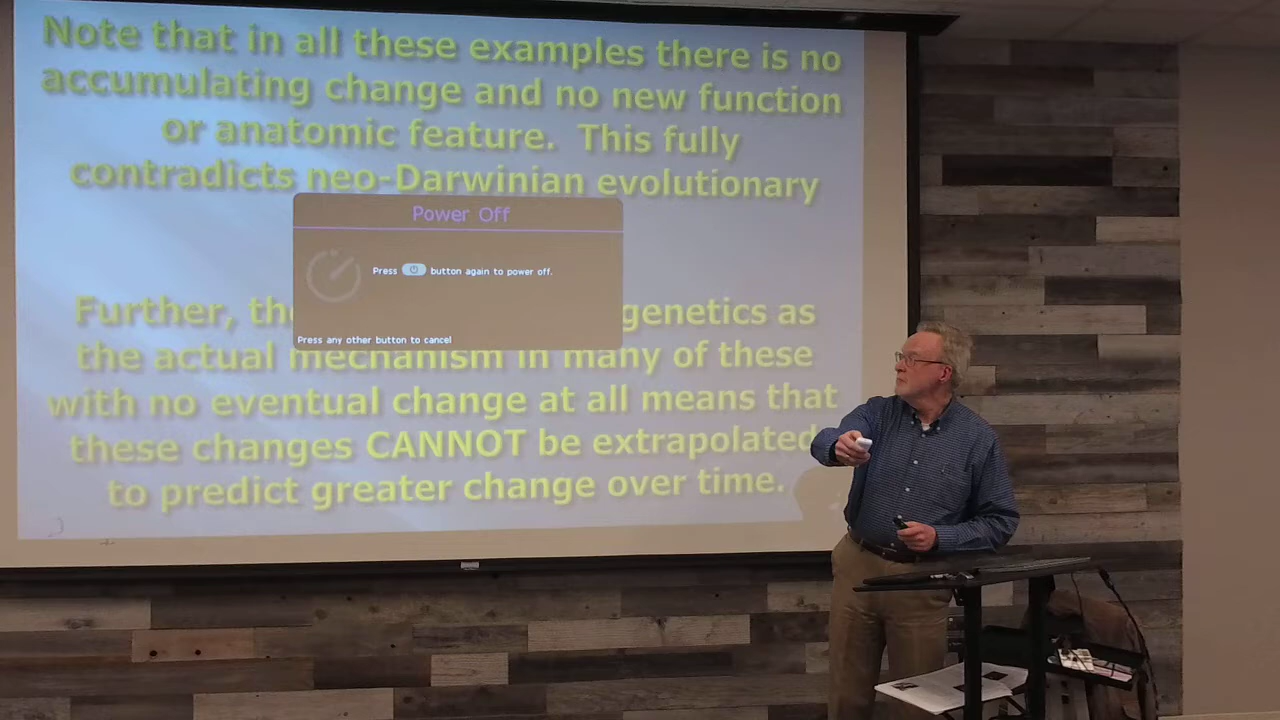 Note that in all these examples there is no
accumulating change and no new function
or anatomic feature. This fully
contradicts neo-Darwinian evolutionary
Power Off
Press button again to power off.
Press any other button to cancel
Further, the genetics as
the actual mechanism in many of these
with no eventual change at all means that
these changes CANNOT be extrapolated
to predict greater change over time.